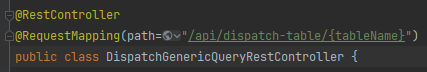 @RestController
@RequestMapping(path="/api/dispatch-table/{tableName}")
public class DispatchGenericQueryRestController {